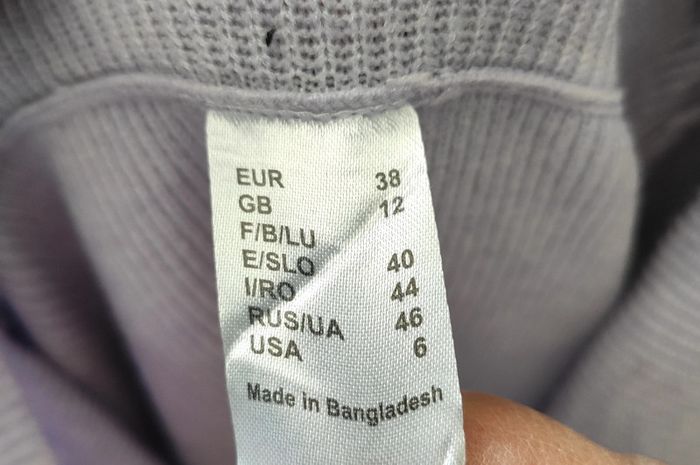 EUR 38
GB 12
F/B/LU
E/SLO 40
I/RO 44
RUS/UA 46
USA 6
Made in Bangladesh